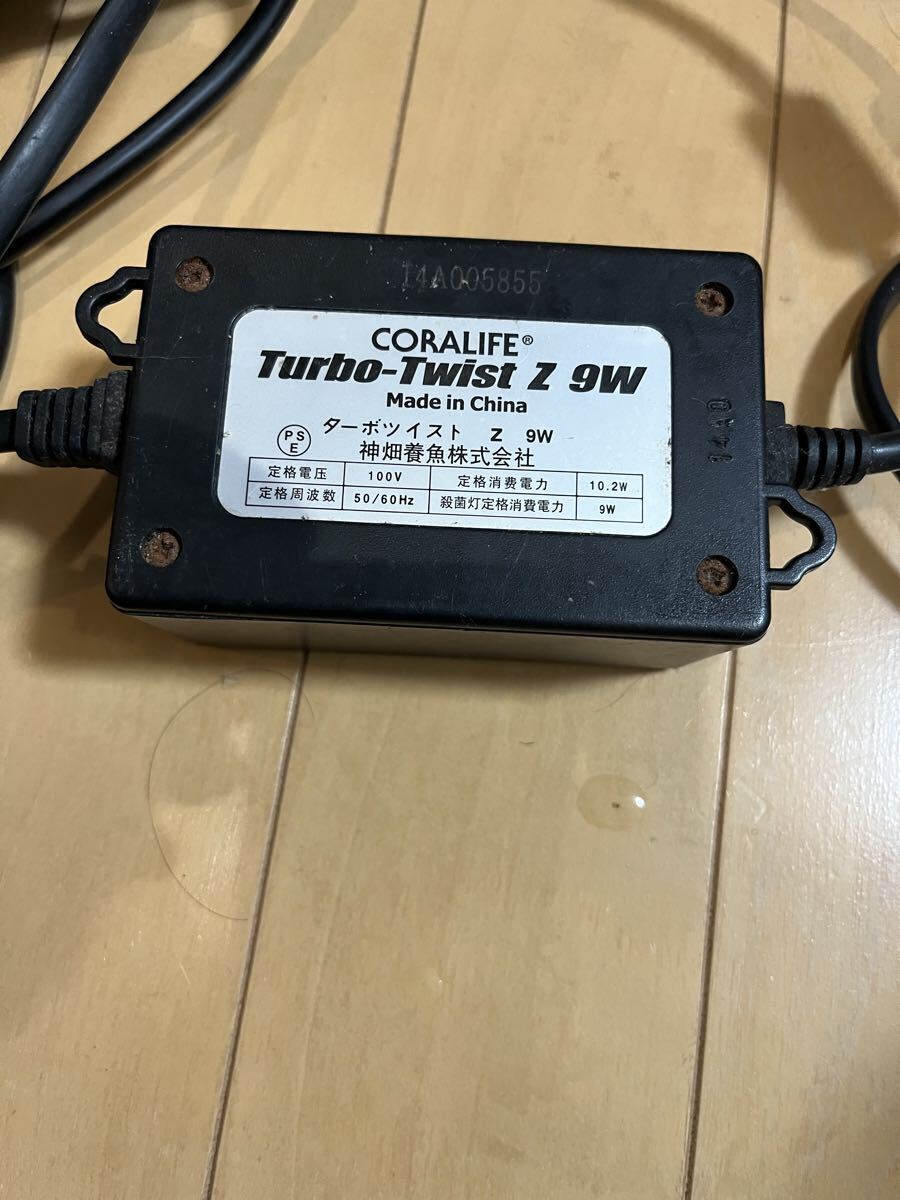 14A005855
CORALIFE®
Turbo-Twist Z 9W
Made in China
PS
E
ターボツイスト Z 9W
神畑養魚株式会社
定格電圧 100V 定格消費電力 10.2W
定格周波数 50/60Hz 殺菌灯定格消費電力 9W